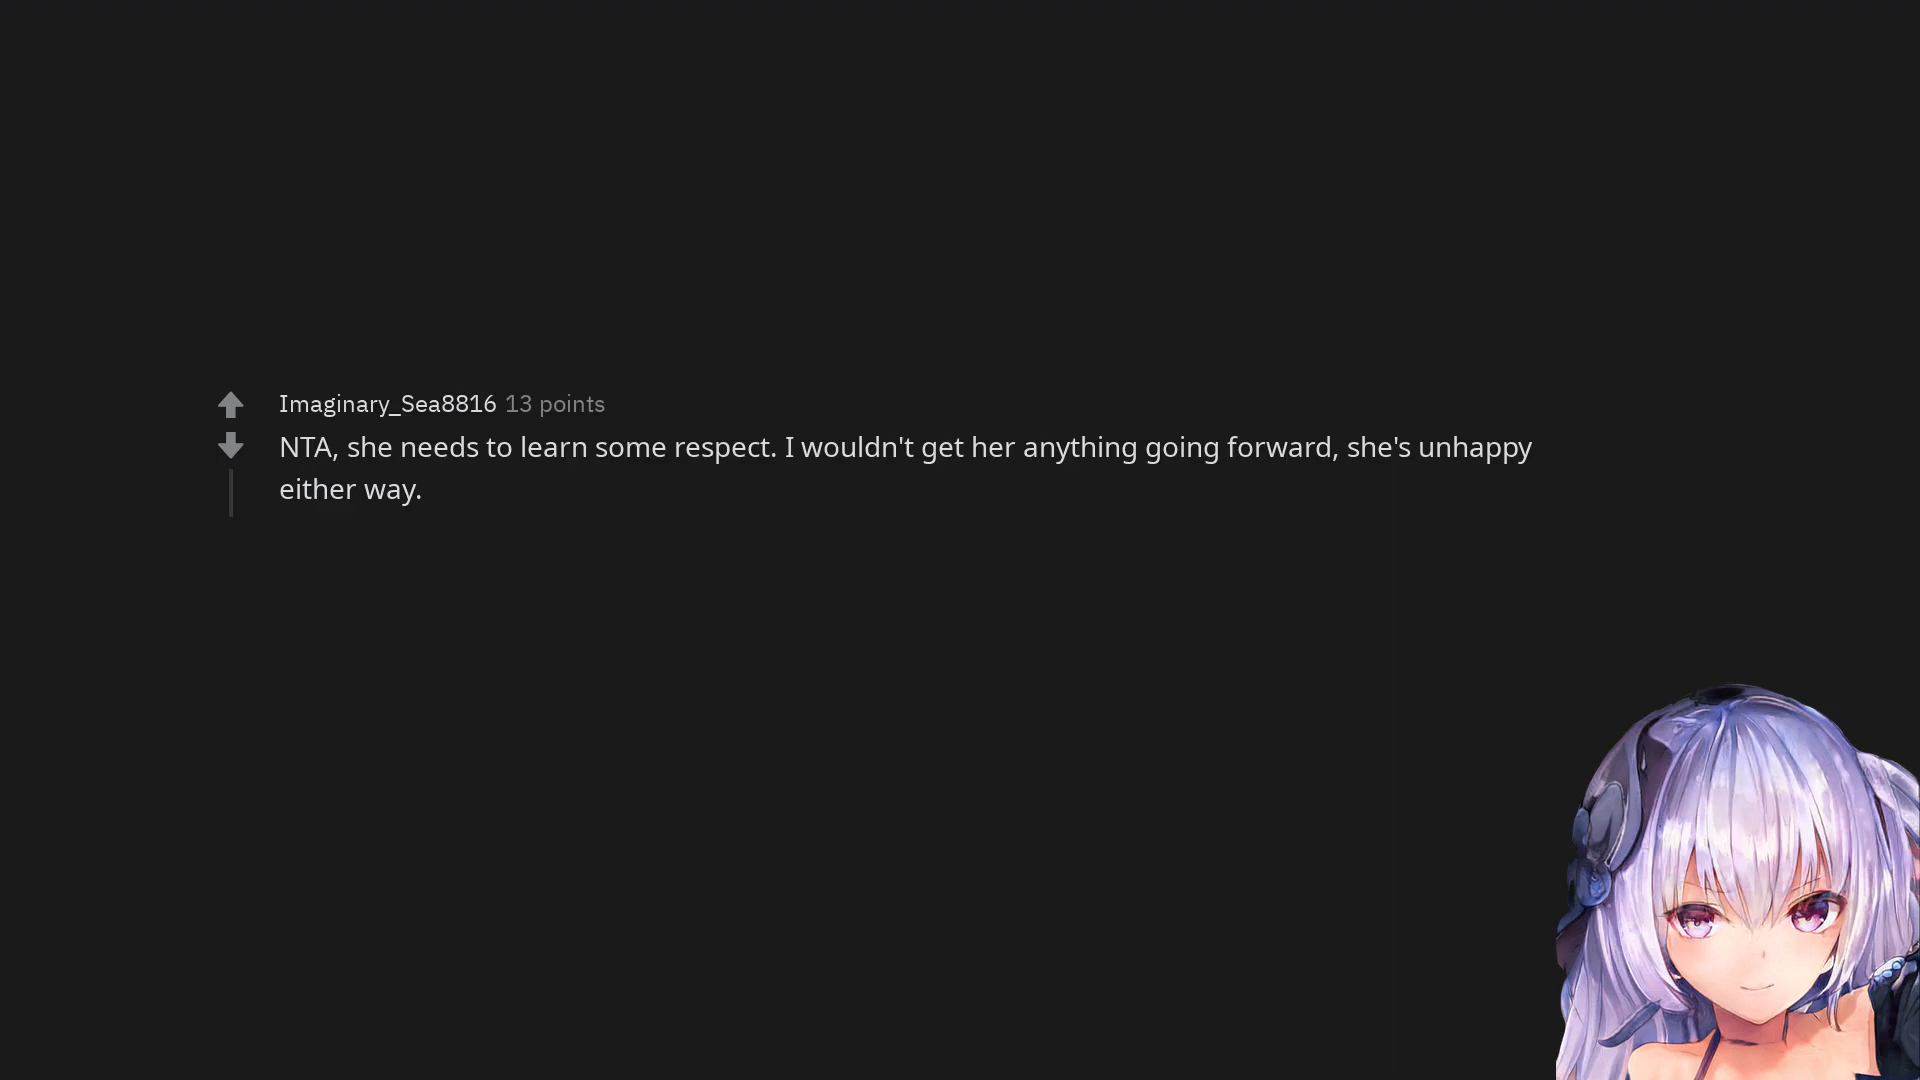 Imaginary_Sea8816 13 points
NTA, she needs to learn some respect. I wouldn't get her anything going forward, she's unhappy
either way.